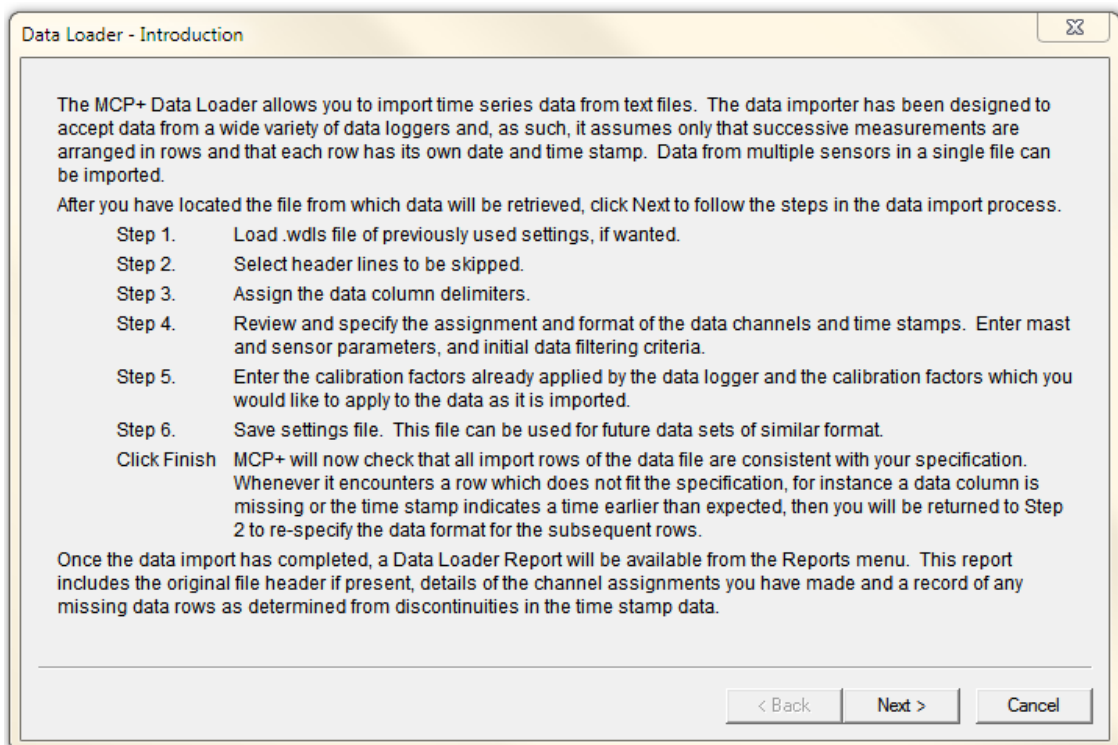 Data Loader - Introduction
The MCP+ Data Loader allows you to import time series data from text files.  The data importer has been designed to
accept data from a wide variety of data loggers and, as such, it assumes only that successive measurements are
arranged in rows and that each row has its own date and time stamp.  Data from multiple sensors in a single file can
be imported.
After you have located the file from which data will be retrieved, click Next to follow the steps in the data import process.
Step 1. Load .wdls file of previously used settings, if wanted.
Step 2. Select header lines to be skipped.
Step 3. Assign the data column delimiters.
Step 4. Review and specify the assignment and format of the data channels and time stamps.  Enter mast
and sensor parameters, and initial data filtering criteria.
Step 5. Enter the calibration factors already applied by the data logger and the calibration factors which you
would like to apply to the data as it is imported.
Step 6. Save settings file.  This file can be used for future data sets of similar format.
Click Finish MCP+ will now check that all import rows of the data file are consistent with your specification.
Whenever it encounters a row which does not fit the specification, for instance a data column is
missing or the time stamp indicates a time earlier than expected, then you will be returned to Step
2 to re-specify the data format for the subsequent rows.
Once the data import has completed, a Data Loader Report will be available from the Reports menu.  This report
includes the original file header if present, details of the channel assignments you have made and a record of any
missing data rows as determined from discontinuities in the time stamp data.
< Back Next > Cancel